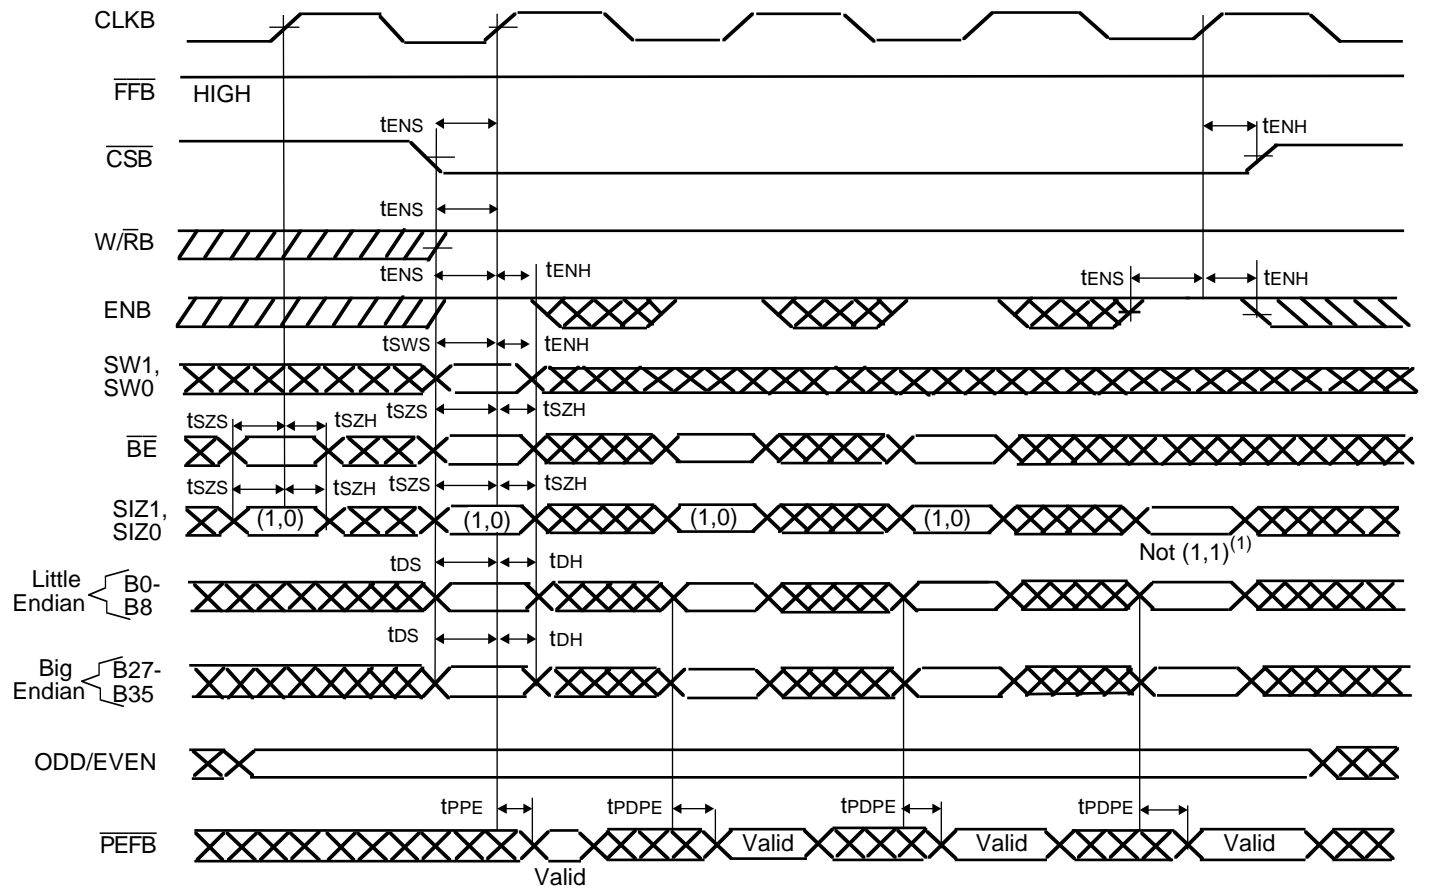 CLKB
FFB HIGH
tENS tENH
CSB
tENS
W/RB
tENS tENH tENS tENH
ENB
tSWS tENH
SW1,
SW0
tSZS tSZH tSZS tSZH
BE
tSZS tSZH tSZS tSZH
SIZ1,
SIZ0 (1,0) (1,0) (1,0) (1,0)
Not (1,1)(1)
tDS tDH
Little
Endian B0-
B8
tDS tDH
Big
Endian B27-
B35
ODD/EVEN
tPPE tPDPE tPDPE tPDPE
PEFB Valid Valid Valid
Valid